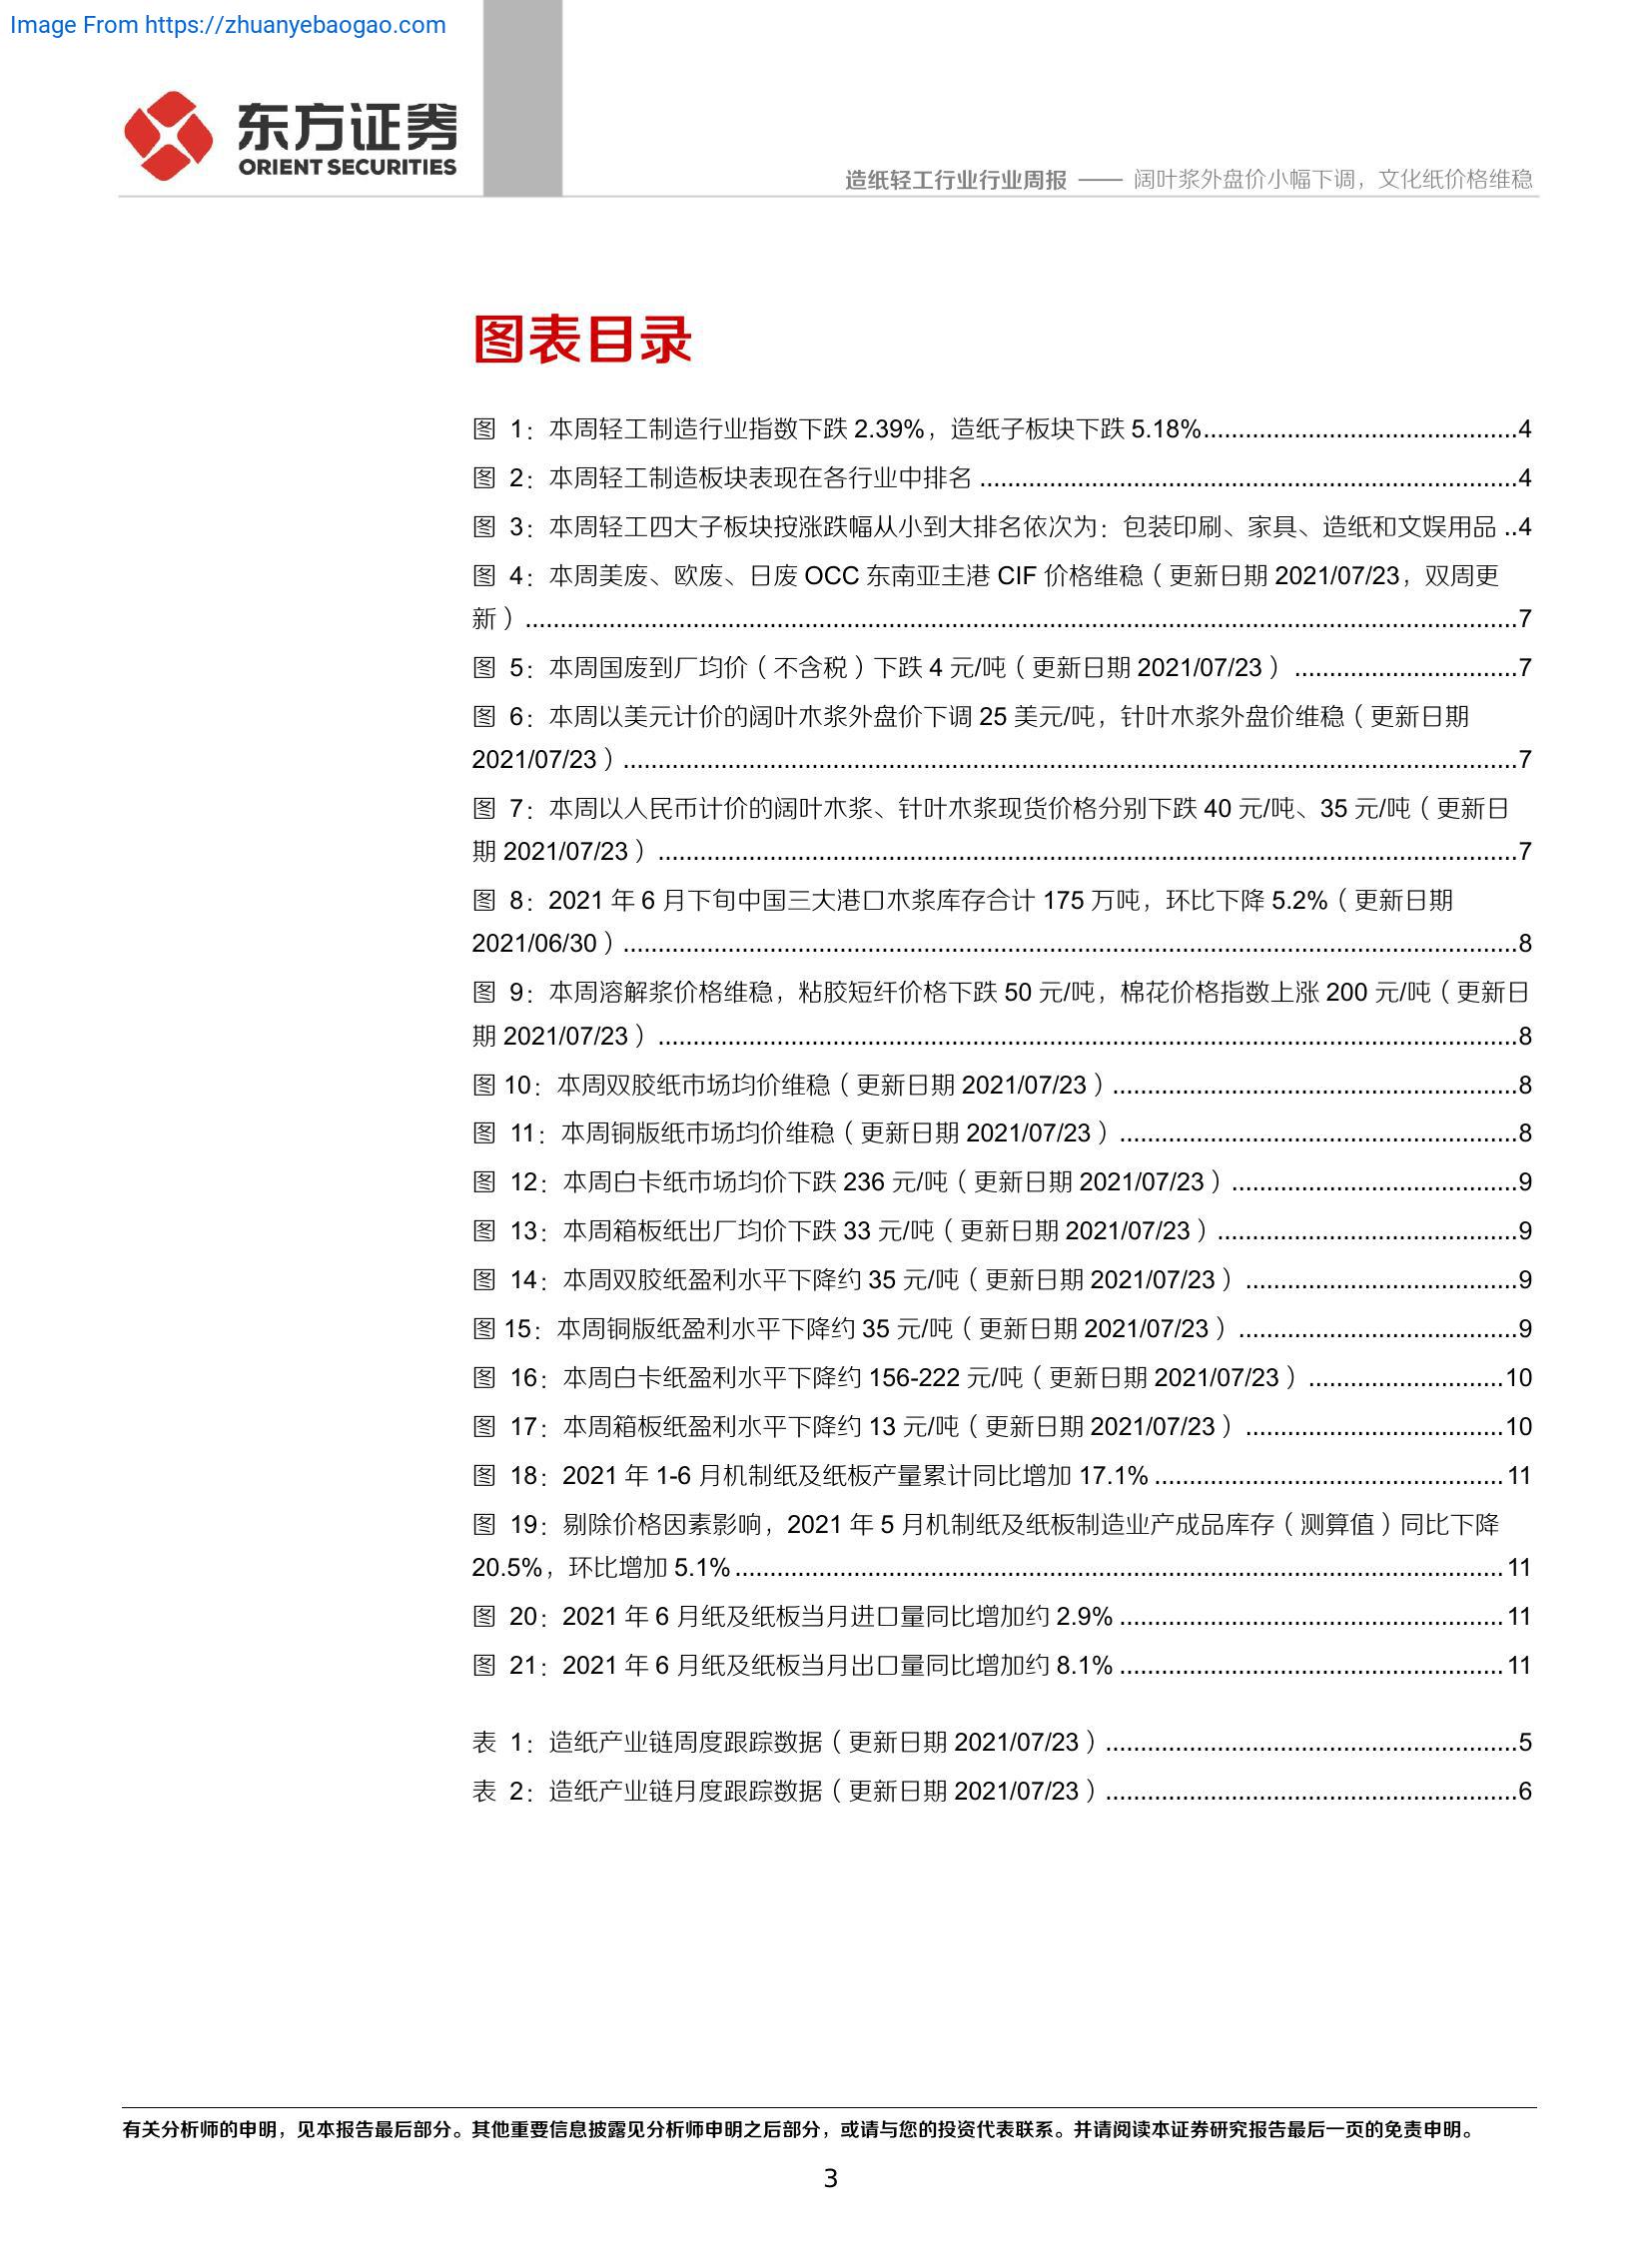 Image From https://zhuanyebaogao.com
东方证券
ORIENT SECURITIES
造纸轻工行业行业周报 —— 阔叶浆外盘价小幅下调，文化纸价格维稳
图表目录
图 1：本周轻工制造行业指数下跌 2.39%，造纸子板块下跌 5.18%.............................................4
图 2：本周轻工制造板块表现在各行业中排名 .............................................................................4
图 3：本周轻工四大子板块按涨跌幅从小到大排名依次为：包装印刷、家具、造纸和文娱用品 ..4
图 4：本周美废、欧废、日废 OCC 东南亚主港 CIF 价格维稳（更新日期 2021/07/23，双周更
新）..............................................................................................................................................7
图 5：本周国废到厂均价（不含税）下跌 4 元/吨（更新日期 2021/07/23） ................................7
图 6：本周以美元计价的阔叶木浆外盘价下调 25 美元/吨，针叶木浆外盘价维稳（更新日期
2021/07/23）................................................................................................................................7
图 7：本周以人民币计价的阔叶木浆、针叶木浆现货价格分别下跌 40 元/吨、35 元/吨（更新日
期 2021/07/23）...........................................................................................................................7
图 8：2021 年 6 月下旬中国三大港口木浆库存合计 175 万吨，环比下降 5.2%（更新日期
2021/06/30）................................................................................................................................8
图 9：本周溶解浆价格维稳，粘胶短纤价格下跌 50 元/吨，棉花价格指数上涨 200 元/吨（更新日
期 2021/07/23）...........................................................................................................................8
图 10：本周双胶纸市场均价维稳（更新日期 2021/07/23）..........................................................8
图 11：本周铜版纸市场均价维稳（更新日期 2021/07/23）.........................................................8
图 12：本周白卡纸市场均价下跌 236 元/吨（更新日期 2021/07/23）.........................................9
图 13：本周箱板纸出厂均价下跌 33 元/吨（更新日期 2021/07/23）...........................................9
图 14：本周双胶纸盈利水平下降约 35 元/吨（更新日期 2021/07/23） .......................................9
图 15：本周铜版纸盈利水平下降约 35 元/吨（更新日期 2021/07/23）........................................9
图 16：本周白卡纸盈利水平下降约 156-222 元/吨（更新日期 2021/07/23）............................10
图 17：本周箱板纸盈利水平下降约 13 元/吨（更新日期 2021/07/23） .....................................10
图 18：2021 年 1-6 月机制纸及纸板产量累计同比增加 17.1% ..................................................11
图 19：剔除价格因素影响，2021 年 5 月机制纸及纸板制造业产成品库存（测算值）同比下降
20.5%，环比增加 5.1%..............................................................................................................11
图 20：2021 年 6 月纸及纸板当月进口量同比增加约 2.9% .......................................................11
图 21：2021 年 6 月纸及纸板当月出口量同比增加约 8.1% .......................................................11
表 1：造纸产业链周度跟踪数据（更新日期 2021/07/23）...........................................................5
表 2：造纸产业链月度跟踪数据（更新日期 2021/07/23）...........................................................6
有关分析师的申明，见本报告最后部分。其他重要信息披露见分析师申明之后部分，或请与您的投资代表联系。并请阅读本证券研究报告最后一页的免责申明。
3